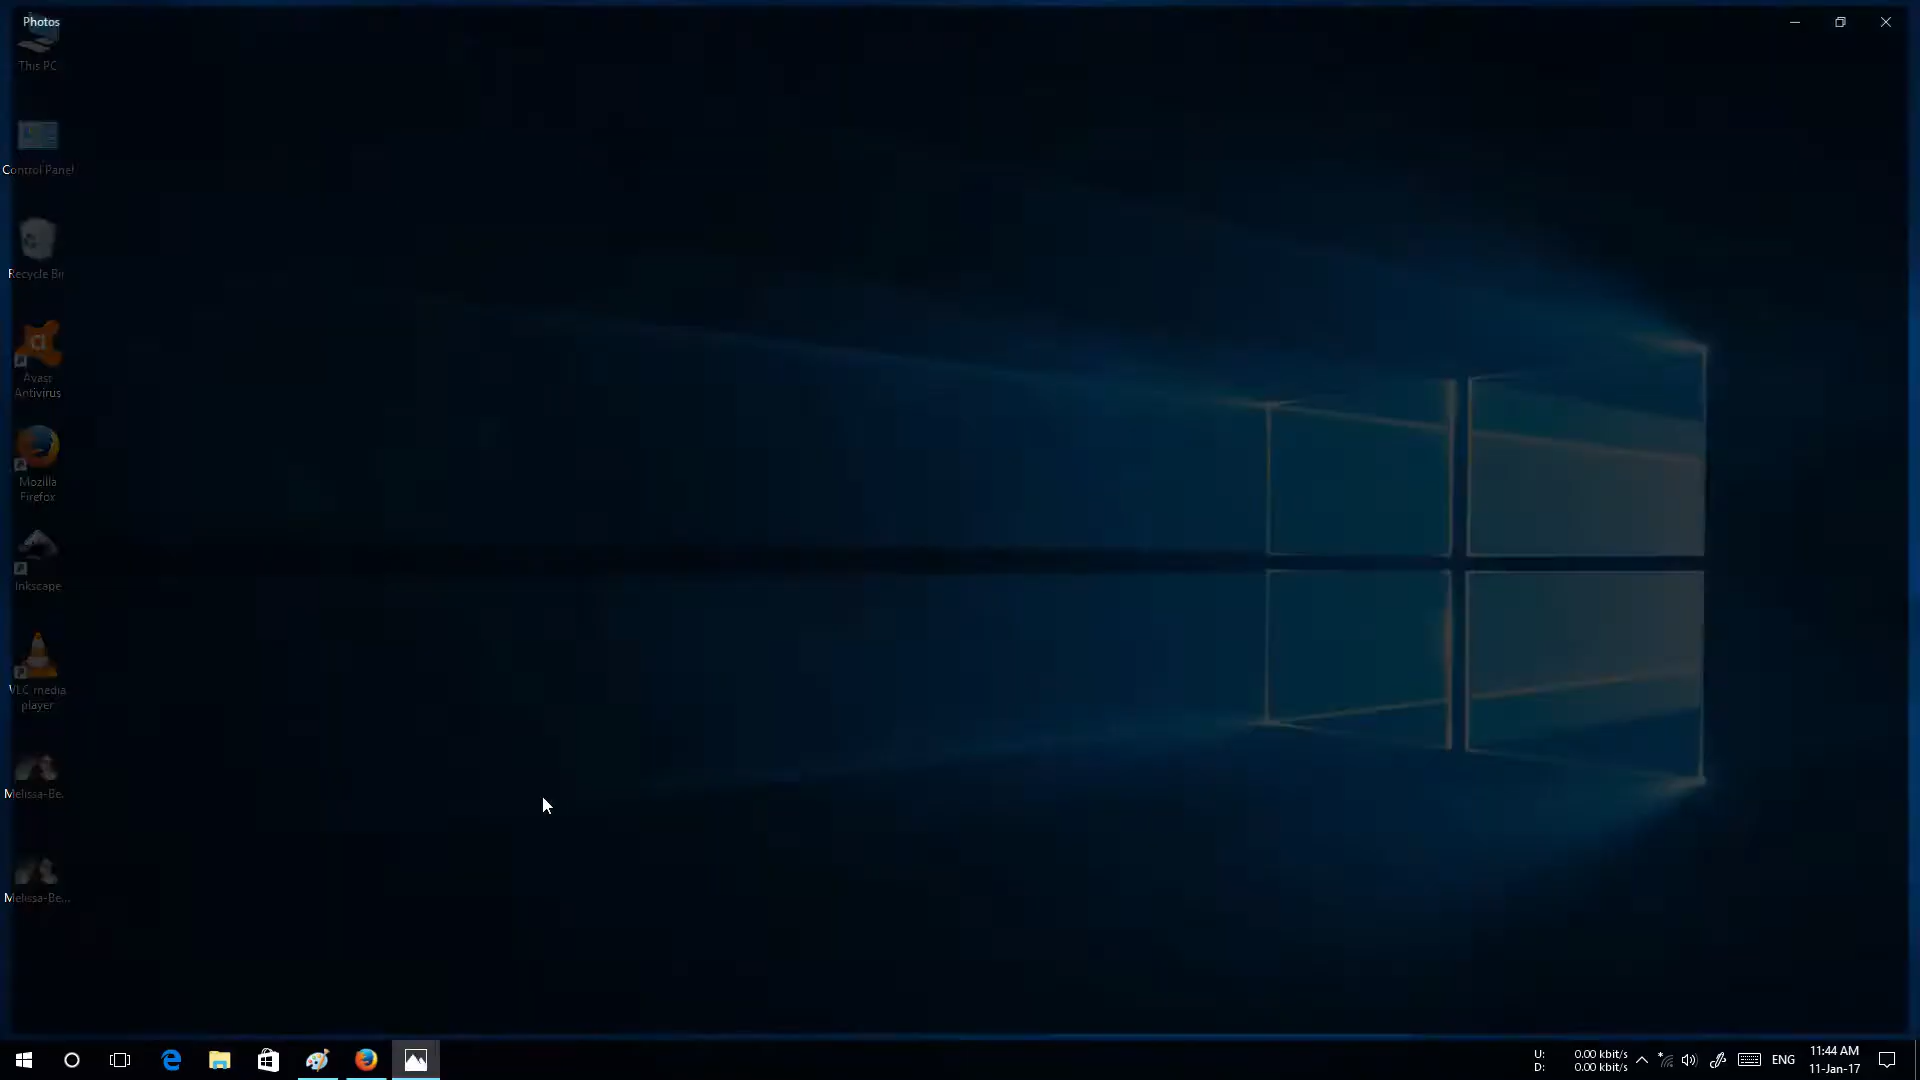 Photos
This PC
Control Panel
Recycle Bin
Avast
Antivirus
Mozilla
Firefox
Inkscape
VLC media
player
Melissa-Be...
Melissa-Be...
U: 0.00 kbit/s
D: 0.00 kbit/s
ENG
11:44 AM
11-Jan-17